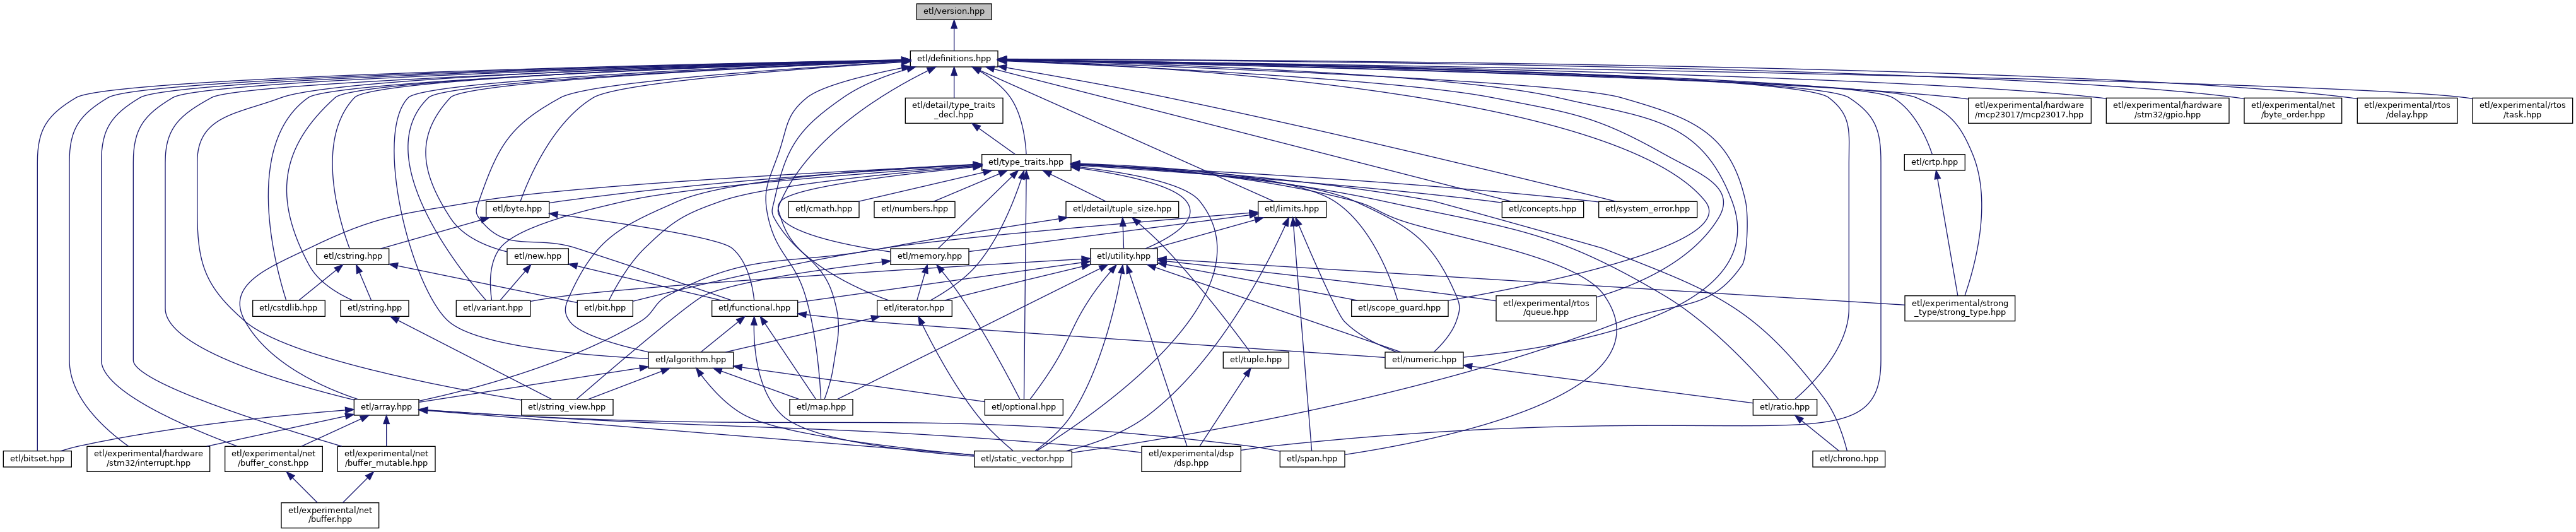 etl/version.hpp
etl/definitions.hpp
etl/detail/type_traits
_decl.hpp
etl/experimental/hardware
/mcp23017/mcp23017.hpp
etl/experimental/hardware
/stm32/gpio.hpp
etl/experimental/net
/byte_order.hpp
etl/experimental/rtos
/delay.hpp
etl/experimental/rtos
/task.hpp
etl/type_traits.hpp
etl/crtp.hpp
etl/byte.hpp
etl/cmath.hpp
etl/numbers.hpp
etl/detail/tuple_size.hpp
etl/limits.hpp
etl/concepts.hpp
etl/system_error.hpp
etl/cstring.hpp
etl/new.hpp
etl/memory.hpp
etl/utility.hpp
etl/cstdlib.hpp
etl/string.hpp
etl/variant.hpp
etl/bit.hpp
etl/functional.hpp
etl/iterator.hpp
etl/scope_guard.hpp
etl/experimental/rtos
/queue.hpp
etl/experimental/strong
_type/strong_type.hpp
etl/algorithm.hpp
etl/tuple.hpp
etl/numeric.hpp
etl/array.hpp
etl/string_view.hpp
etl/map.hpp
etl/optional.hpp
etl/ratio.hpp
etl/bitset.hpp
etl/experimental/hardware
/stm32/interrupt.hpp
etl/experimental/net
/buffer_const.hpp
etl/experimental/net
/buffer_mutable.hpp
etl/static_vector.hpp
etl/experimental/dsp
/dsp.hpp
etl/span.hpp
etl/chrono.hpp
etl/experimental/net
/buffer.hpp